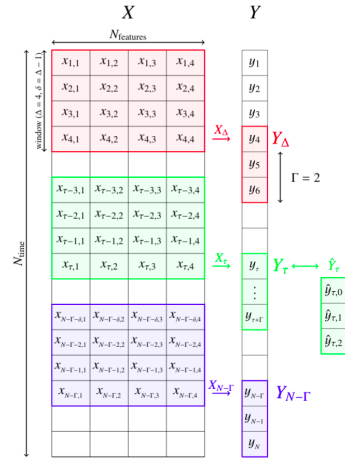 X Y
N_features
window (Δ = 4, δ = Δ − 1)
N_time
x_{1,1} x_{1,2} x_{1,3} x_{1,4} y_1
x_{2,1} x_{2,2} x_{2,3} x_{2,4} y_2
x_{3,1} x_{3,2} x_{3,3} x_{3,4} y_3
x_{4,1} x_{4,2} x_{4,3} x_{4,4} X_Δ y_4 Y_Δ
y_5
y_6 Γ = 2
x_{τ−3,1} x_{τ−3,2} x_{τ−3,3} x_{τ−3,4}
x_{τ−2,1} x_{τ−2,2} x_{τ−2,3} x_{τ−2,4}
x_{τ−1,1} x_{τ−1,2} x_{τ−1,3} x_{τ−1,4}
x_{τ,1} x_{τ,2} x_{τ,3} x_{τ,4} X_τ y_τ Y_τ Ŷ_τ
⋮ ŷ_{τ,0}
y_{τ+Γ} ŷ_{τ,1}
ŷ_{τ,2}
x_{N−Γ−δ,1} x_{N−Γ−δ,2} x_{N−Γ−δ,3} x_{N−Γ−δ,4}
x_{N−Γ−2,1} x_{N−Γ−2,2} x_{N−Γ−2,3} x_{N−Γ−2,4}
x_{N−Γ−1,1} x_{N−Γ−1,2} x_{N−Γ−1,3} x_{N−Γ−1,4}
x_{N−Γ,1} x_{N−Γ,2} x_{N−Γ,3} x_{N−Γ,4} X_{N−Γ} y_{N−Γ} Y_{N−Γ}
y_{N−1}
y_N